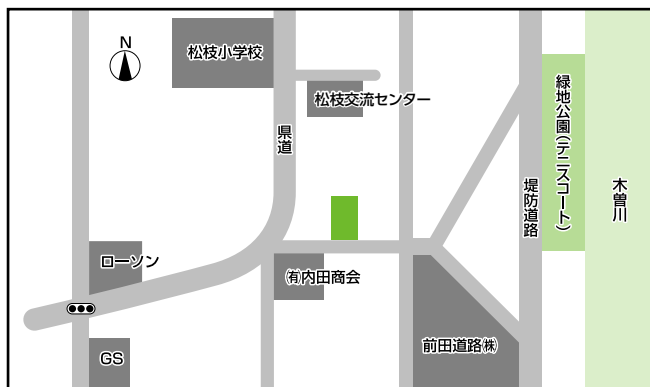 N
松枝小学校
松枝交流センター
県道
緑地公園(テニスコート)
堤防道路
木曽川
ローソン
㈲内田商会
前田道路㈱
GS